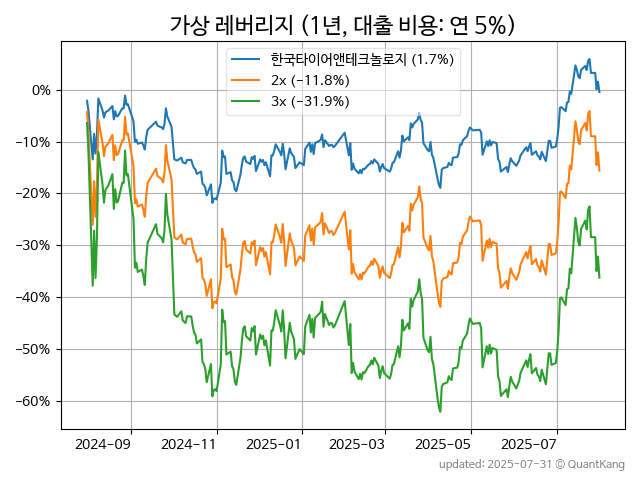 가상 레버리지 (1년, 대출 비용: 연 5%)
한국타이어앤테크놀로지 (1.7%)
2x (−11.8%)
3x (−31.9%)
0%
−10%
−20%
−30%
−40%
−50%
−60%
2024-09 2024-11 2025-01 2025-03 2025-05 2025-07
updated: 2025-07-31 © QuantKang